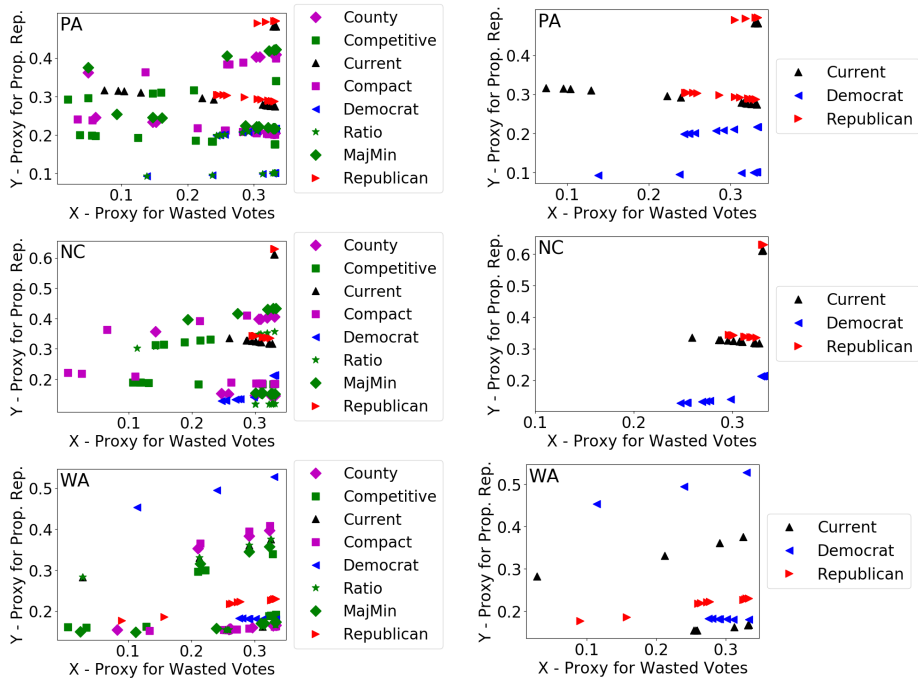 PA
Y - Proxy for Prop. Rep.
0.4
0.3
0.2
0.1
0.1 0.2 0.3
X - Proxy for Wasted Votes
County
Competitive
Current
Compact
Democrat
Ratio
MajMin
Republican
PA
Y - Proxy for Prop. Rep.
0.4
0.3
0.2
0.1
0.1 0.2 0.3
X - Proxy for Wasted Votes
Current
Democrat
Republican
NC
Y - Proxy for Prop. Rep.
0.6
0.5
0.4
0.3
0.2
0.1 0.2 0.3
X - Proxy for Wasted Votes
County
Competitive
Current
Compact
Democrat
Ratio
MajMin
Republican
NC
Y - Proxy for Prop. Rep.
0.6
0.5
0.4
0.3
0.2
0.1 0.2 0.3
X - Proxy for Wasted Votes
Current
Democrat
Republican
WA
Y - Proxy for Prop. Rep.
0.5
0.4
0.3
0.2
0.1 0.2 0.3
X - Proxy for Wasted Votes
County
Competitive
Current
Compact
Democrat
Ratio
MajMin
Republican
WA
Y - Proxy for Prop. Rep.
0.5
0.4
0.3
0.2
0.1 0.2 0.3
X - Proxy for Wasted Votes
Current
Democrat
Republican